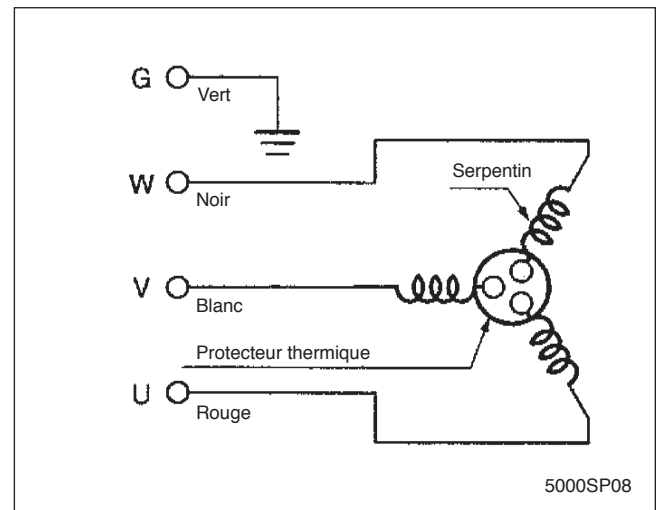 G
Vert
W
Noir
Serpentin
V
Blanc
Protecteur thermique
U
Rouge
5000SP08